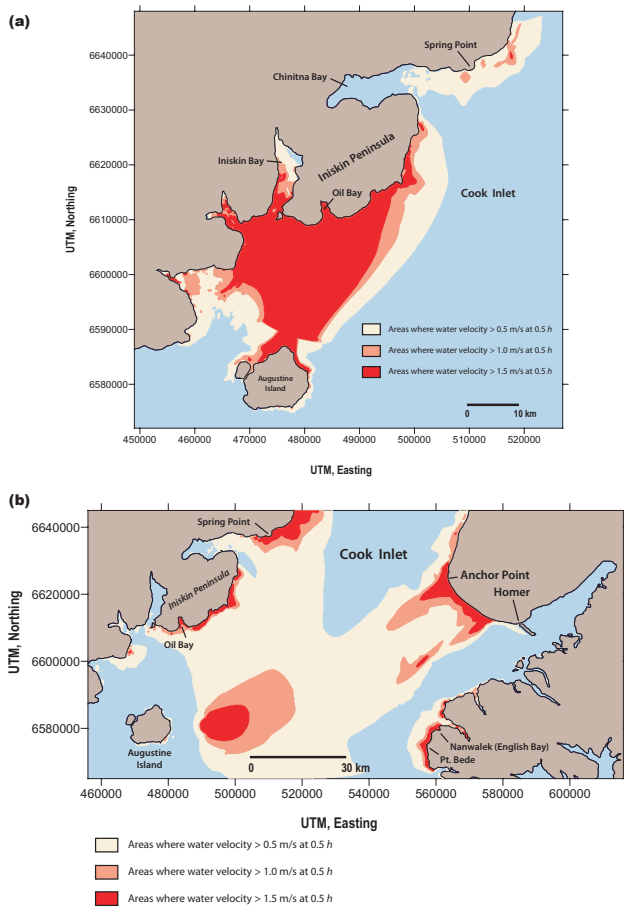 (a)
6640000
6630000
6620000
6610000
6600000
6590000
6580000
UTM, Northing
Spring Point
Chinitna Bay
Iniskin Peninsula
Iniskin Bay
Oil Bay
Cook Inlet
Areas where water velocity > 0.5 m/s at 0.5 h
Areas where water velocity > 1.0 m/s at 0.5 h
Areas where water velocity > 1.5 m/s at 0.5 h
Augustine
Island
0 10 km
450000 460000 470000 480000 490000 500000 510000 520000
UTM, Easting
(b)
6640000
6620000
6600000
6580000
UTM, Northing
Spring Point
Cook Inlet
Iniskin Peninsula
Anchor Point
Homer
Oil Bay
Augustine
Island
Nanwalek (English Bay)
Pt. Bede
0 30 km
460000 480000 500000 520000 540000 560000 580000 600000
UTM, Easting
Areas where water velocity > 0.5 m/s at 0.5 h
Areas where water velocity > 1.0 m/s at 0.5 h
Areas where water velocity > 1.5 m/s at 0.5 h